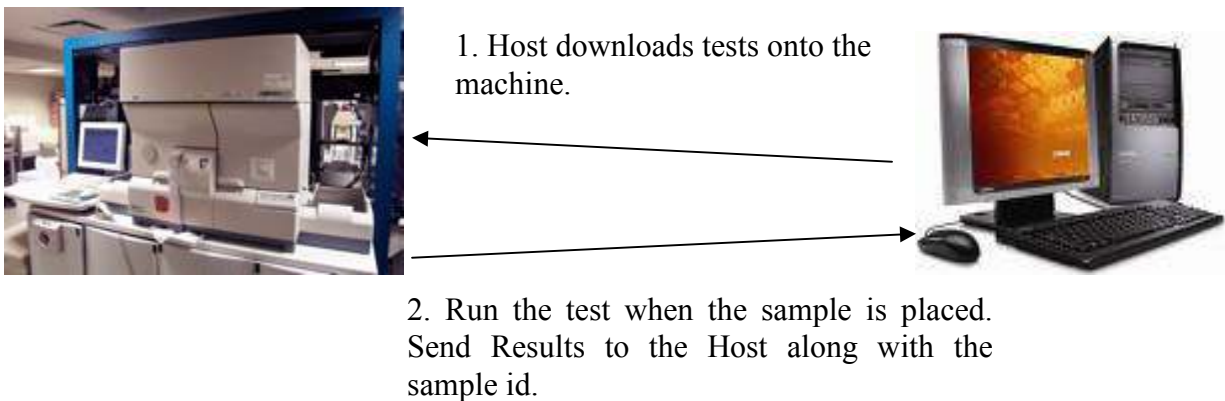 1. Host downloads tests onto the
machine.
2. Run the test when the sample is placed.
Send Results to the Host along with the
sample id.